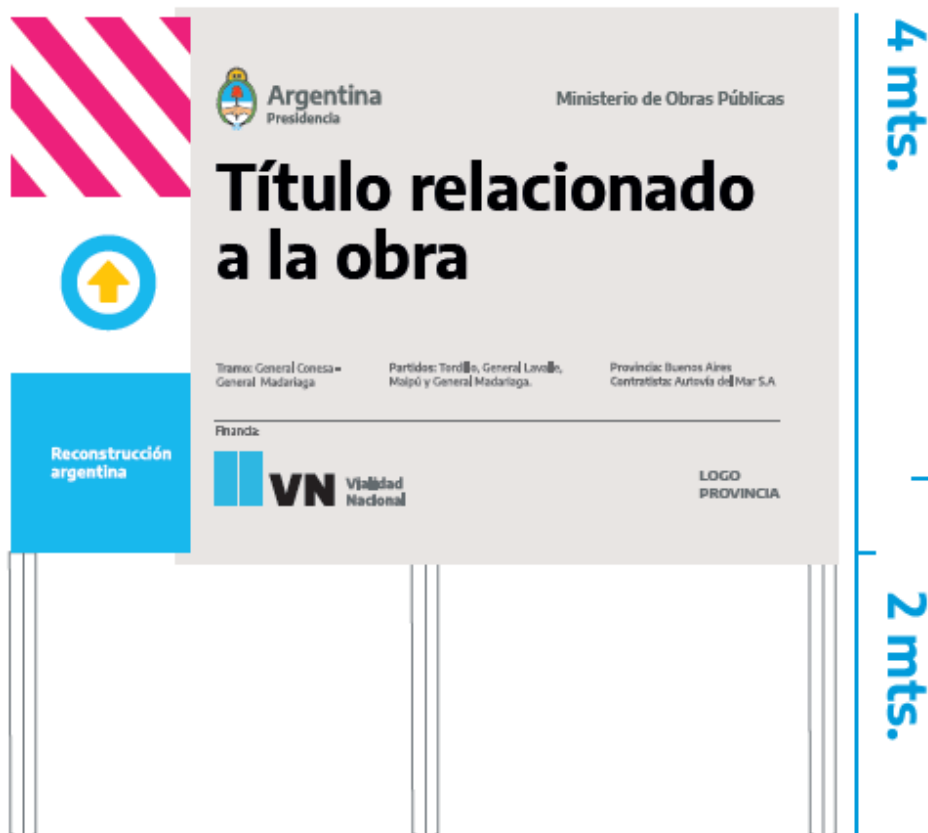 Argentina
Presidencia
Ministerio de Obras Públicas
Título relacionado
a la obra
Tramo: General Conesa –
General Madariaga
Partidos: Tordillo, General Lavalle,
Maipú y General Madariaga.
Provincia: Buenos Aires
Contratista: Autovía del Mar S.A
Financia:
VN
Vialidad
Nacional
LOGO
PROVINCIA
Reconstrucción
argentina
4 mts.
2 mts.